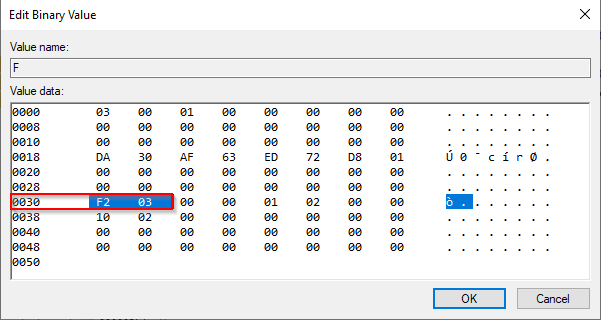 Edit Binary Value
Value name:
F
Value data:
0000 03 00 01 00 00 00 00 00 . . . . . . . .
0008 00 00 00 00 00 00 00 00 . . . . . . . .
0010 00 00 00 00 00 00 00 00 . . . . . . . .
0018 DA 30 AF 63 ED 72 D8 01 Ú 0 ¯ c í r Ø .
0020 00 00 00 00 00 00 00 00 . . . . . . . .
0028 00 00 00 00 00 00 00 00 . . . . . . . .
0030 F2 03 00 00 01 02 00 00 ò . . . . . . .
0038 10 02 00 00 00 00 00 00 . . . . . . . .
0040 00 00 00 00 00 00 00 00 . . . . . . . .
0048 00 00 00 00 00 00 00 00 . . . . . . . .
0050
OK Cancel